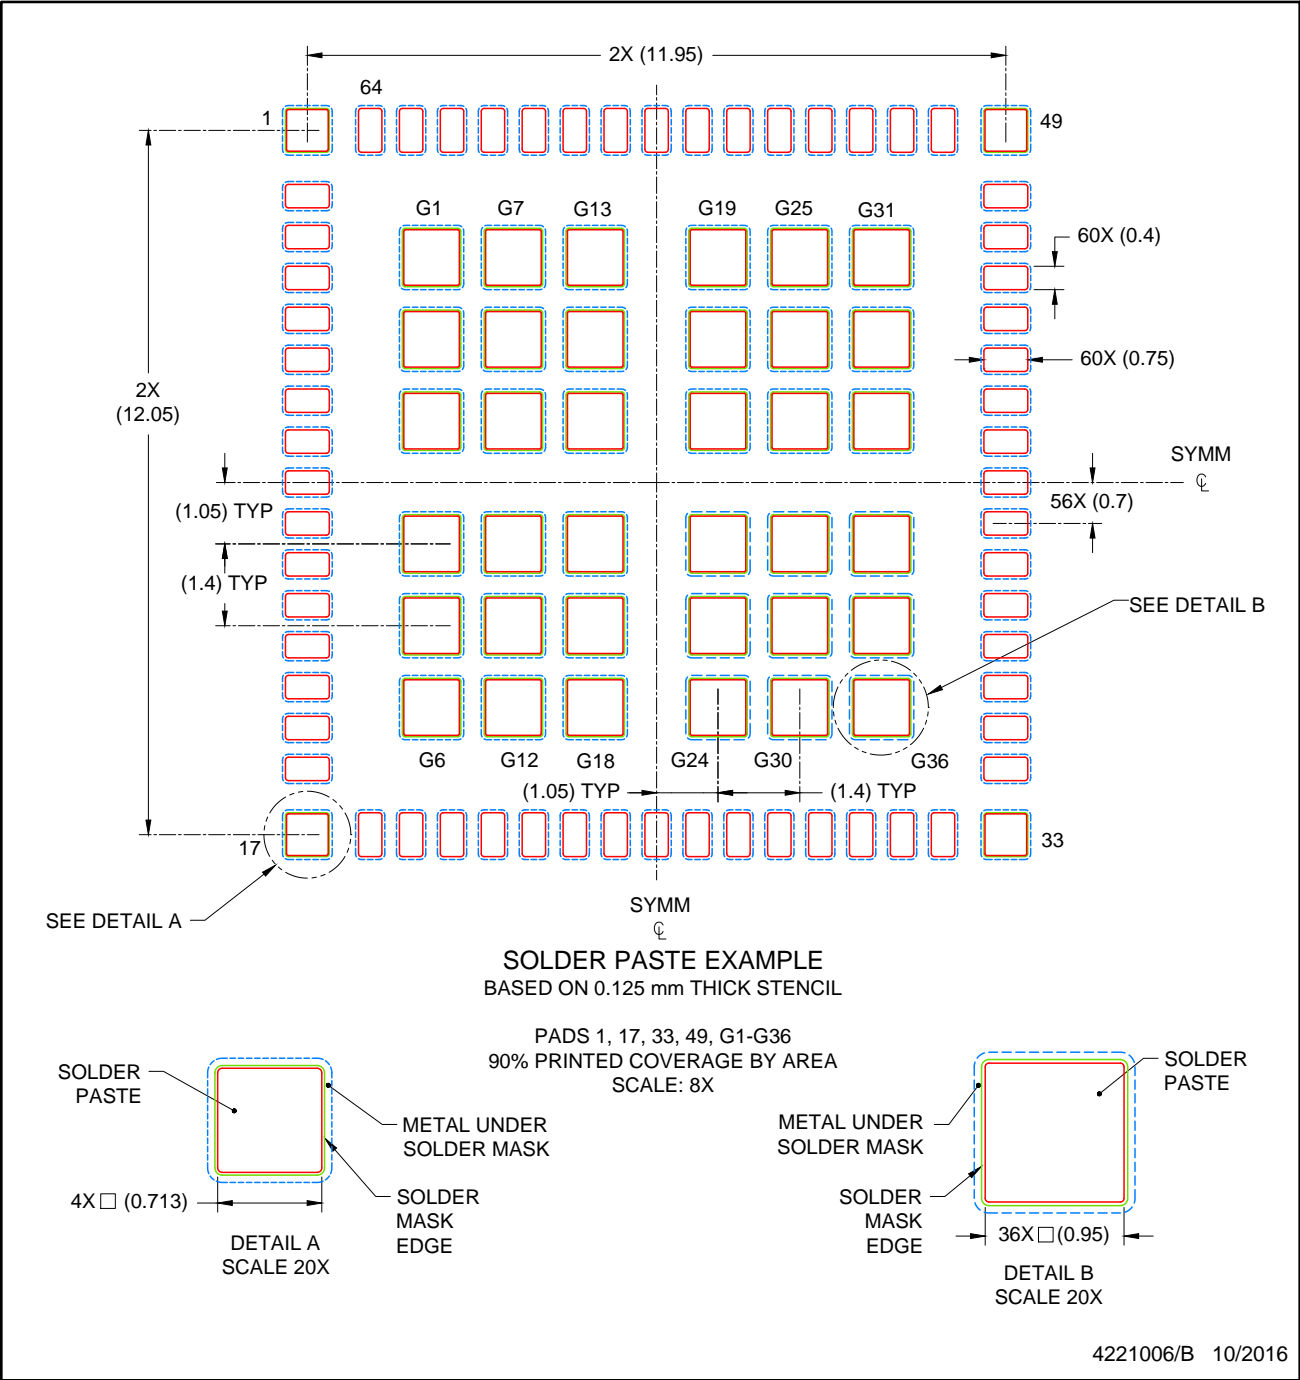 2X (11.95)
64
1
49
G1
G7
G13
G19
G25
G31
60X (0.4)
60X (0.75)
2X
(12.05)
SYMM
℄
(1.05) TYP
56X (0.7)
(1.4) TYP
SEE DETAIL B
G6
G12
G18
G24
G30
G36
(1.05) TYP
(1.4) TYP
17
33
SEE DETAIL A
SYMM
℄
SOLDER PASTE EXAMPLE
BASED ON 0.125 mm THICK STENCIL
PADS 1, 17, 33, 49, G1-G36
90% PRINTED COVERAGE BY AREA
SCALE: 8X
SOLDER
PASTE
METAL UNDER
SOLDER MASK
SOLDER
MASK
EDGE
4X □ (0.713)
DETAIL A
SCALE 20X
SOLDER
PASTE
METAL UNDER
SOLDER MASK
SOLDER
MASK
EDGE
36X □ (0.95)
DETAIL B
SCALE 20X
4221006/B 10/2016